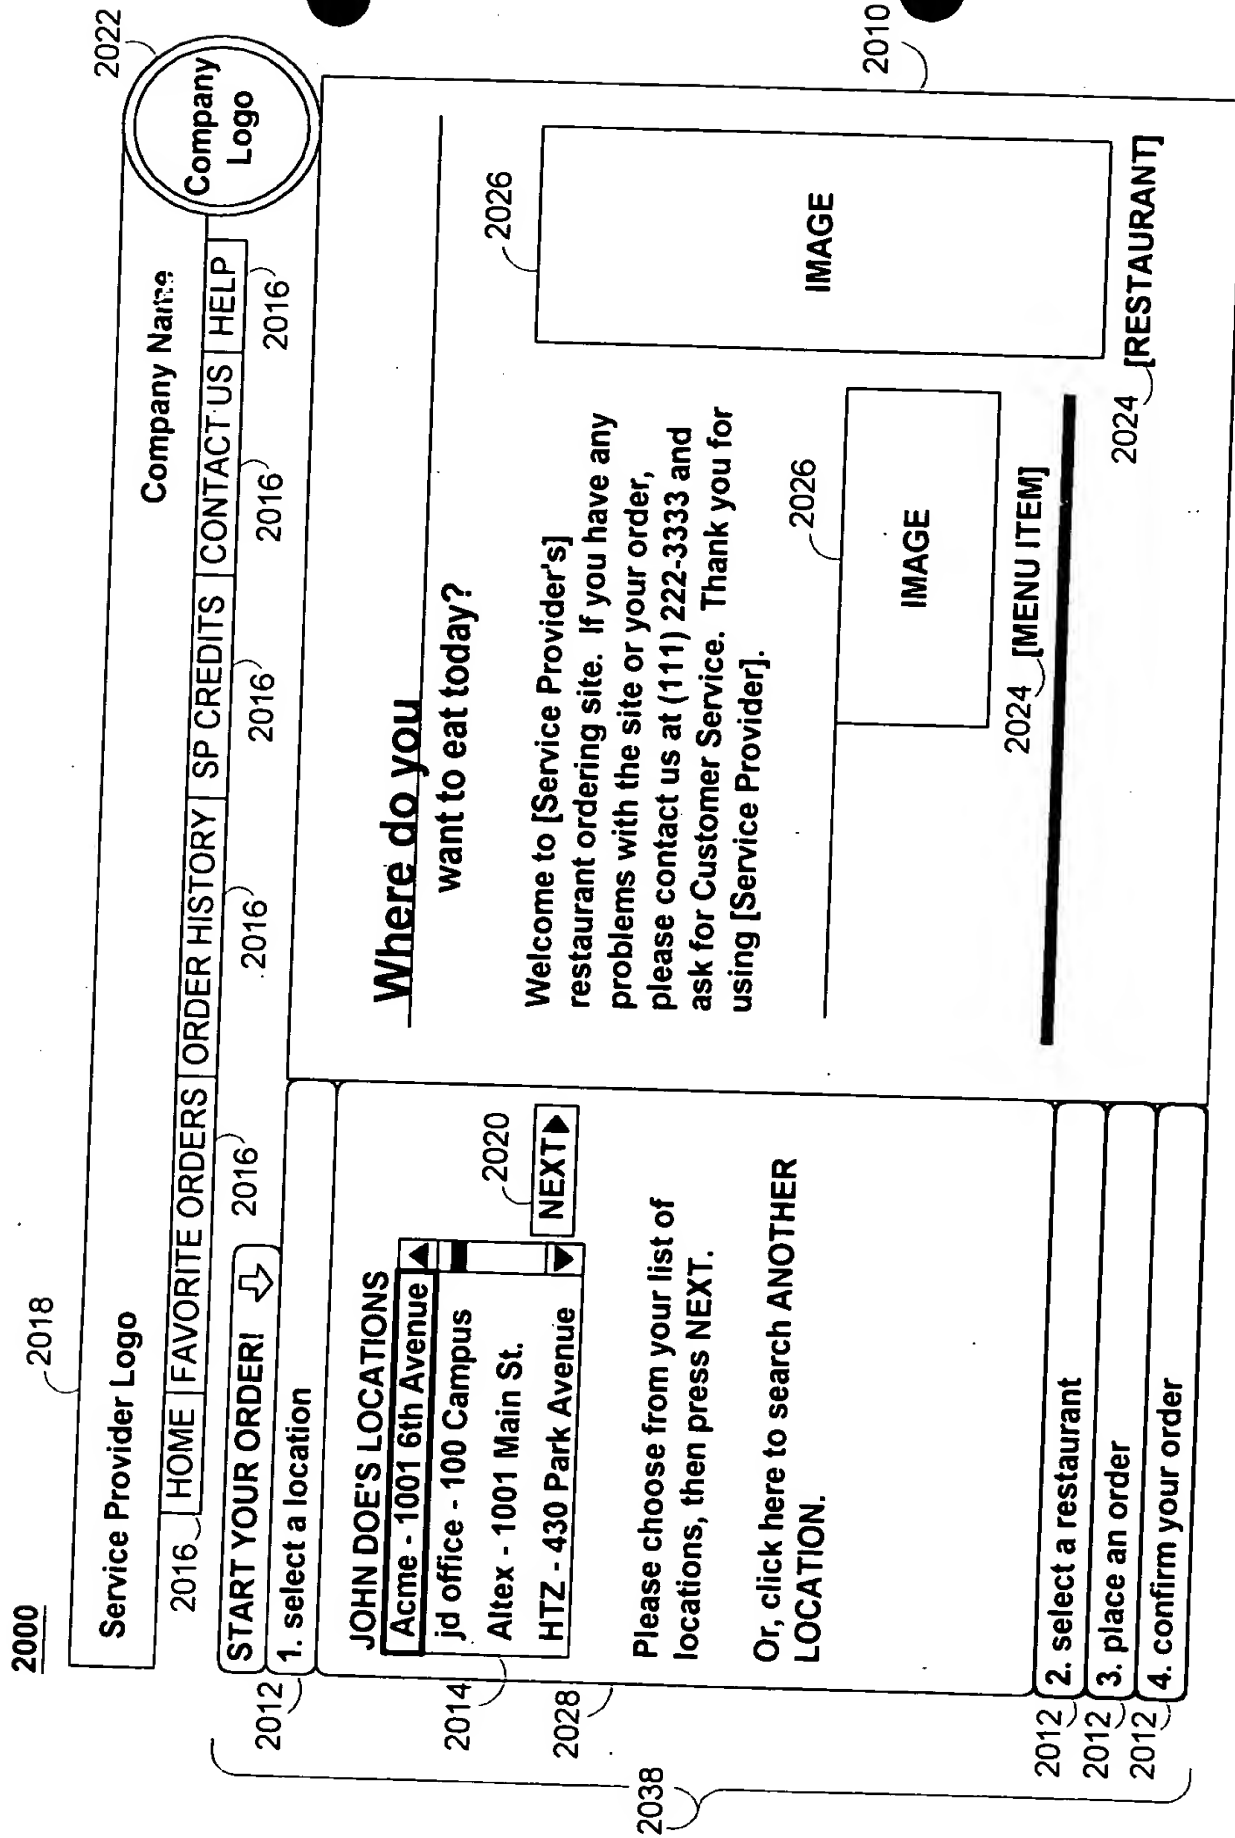 2000
2018
2022
Service Provider Logo
Company Name
Company
Logo
2016
HOME
FAVORITE ORDERS
ORDER HISTORY
SP CREDITS
CONTACT US
HELP
START YOUR ORDER!
2016
2016
2016
2016
2016
2012
1. select a location
JOHN DOE'S LOCATIONS
Acme - 1001 6th Avenue
jd office - 100 Campus
Altex - 1001 Main St.
HTZ - 430 Park Avenue
2014
2020
NEXT
2028
Please choose from your list of
locations, then press NEXT.
Or, click here to search ANOTHER
LOCATION.
2012
2. select a restaurant
2012
3. place an order
2012
4. confirm your order
2038
Where do you
want to eat today?
Welcome to [Service Provider's]
restaurant ordering site. If you have any
problems with the site or your order,
please contact us at (111) 222-3333 and
ask for Customer Service. Thank you for
using [Service Provider].
2026
IMAGE
2026
IMAGE
2024
[MENU ITEM]
2024
[RESTAURANT]
2010